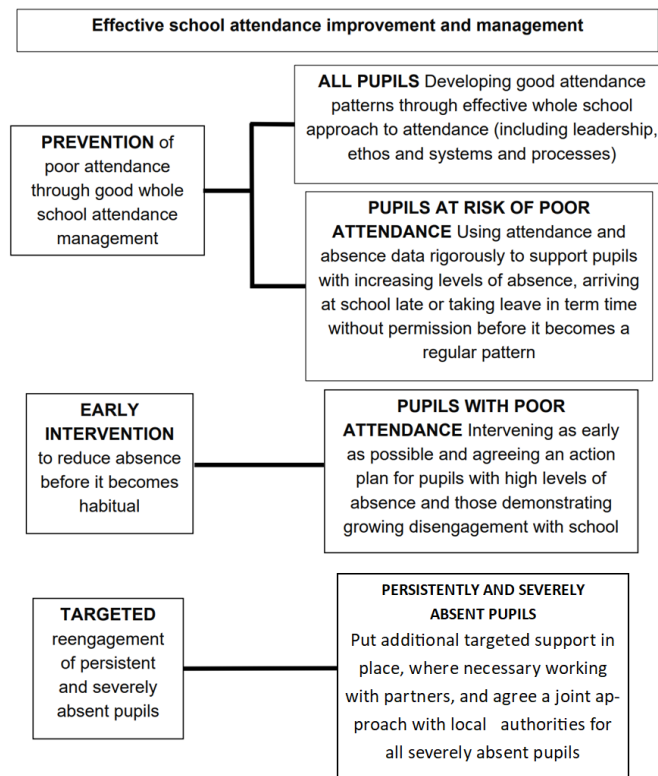 Effective school attendance improvement and management
ALL PUPILS Developing good attendance
patterns through effective whole school
approach to attendance (including leadership,
ethos and systems and processes)
PREVENTION of
poor attendance
through good whole
school attendance
management
PUPILS AT RISK OF POOR
ATTENDANCE Using attendance and
absence data rigorously to support pupils
with increasing levels of absence, arriving
at school late or taking leave in term time
without permission before it becomes a
regular pattern
EARLY
INTERVENTION
to reduce absence
before it becomes
habitual
PUPILS WITH POOR
ATTENDANCE Intervening as early
as possible and agreeing an action
plan for pupils with high levels of
absence and those demonstrating
growing disengagement with school
TARGETED
reengagement
of persistent
and severely
absent pupils
PERSISTENTLY AND SEVERELY
ABSENT PUPILS
Put additional targeted support in
place, where necessary working
with partners, and agree a joint ap-
proach with local authorities for
all severely absent pupils